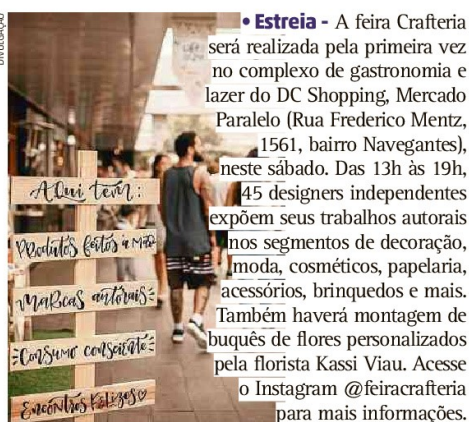 DIVULGAÇÃO
• Estreia - A feira Crafteria
será realizada pela primeira vez
no complexo de gastronomia e
lazer do DC Shopping, Mercado
Paralelo (Rua Frederico Mentz,
1561, bairro Navegantes),
neste sábado. Das 13h às 19h,
45 designers independentes
expõem seus trabalhos autorais
nos segmentos de decoração,
moda, cosméticos, papelaria,
acessórios, brinquedos e mais.
Também haverá montagem de
buquês de flores personalizados
pela florista Kassi Viau. Acesse
o Instagram @feiracrafteria
para mais informações.
AQui tem:
PRodutos feitos à mão
maRcas autorais
Consumo consciente
Encontros Felizes